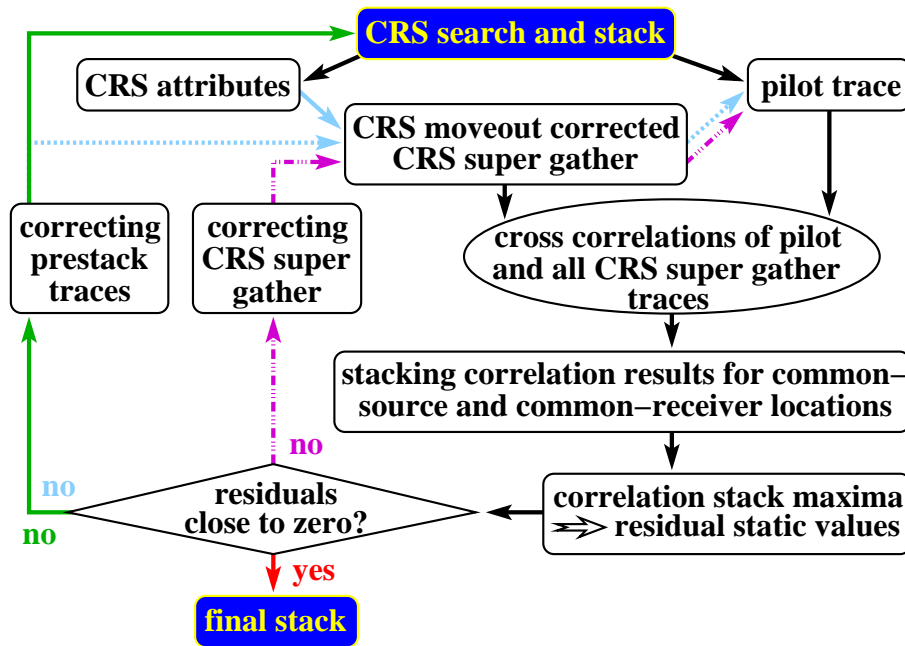 CRS search and stack
CRS attributes
pilot trace
CRS moveout corrected
CRS super gather
correcting
prestack
traces
correcting
CRS super
gather
cross correlations of pilot
and all CRS super gather
traces
stacking correlation results for common−
source and common−receiver locations
no
no
no
residuals
close to zero?
correlation stack maxima
residual static values
yes
final stack